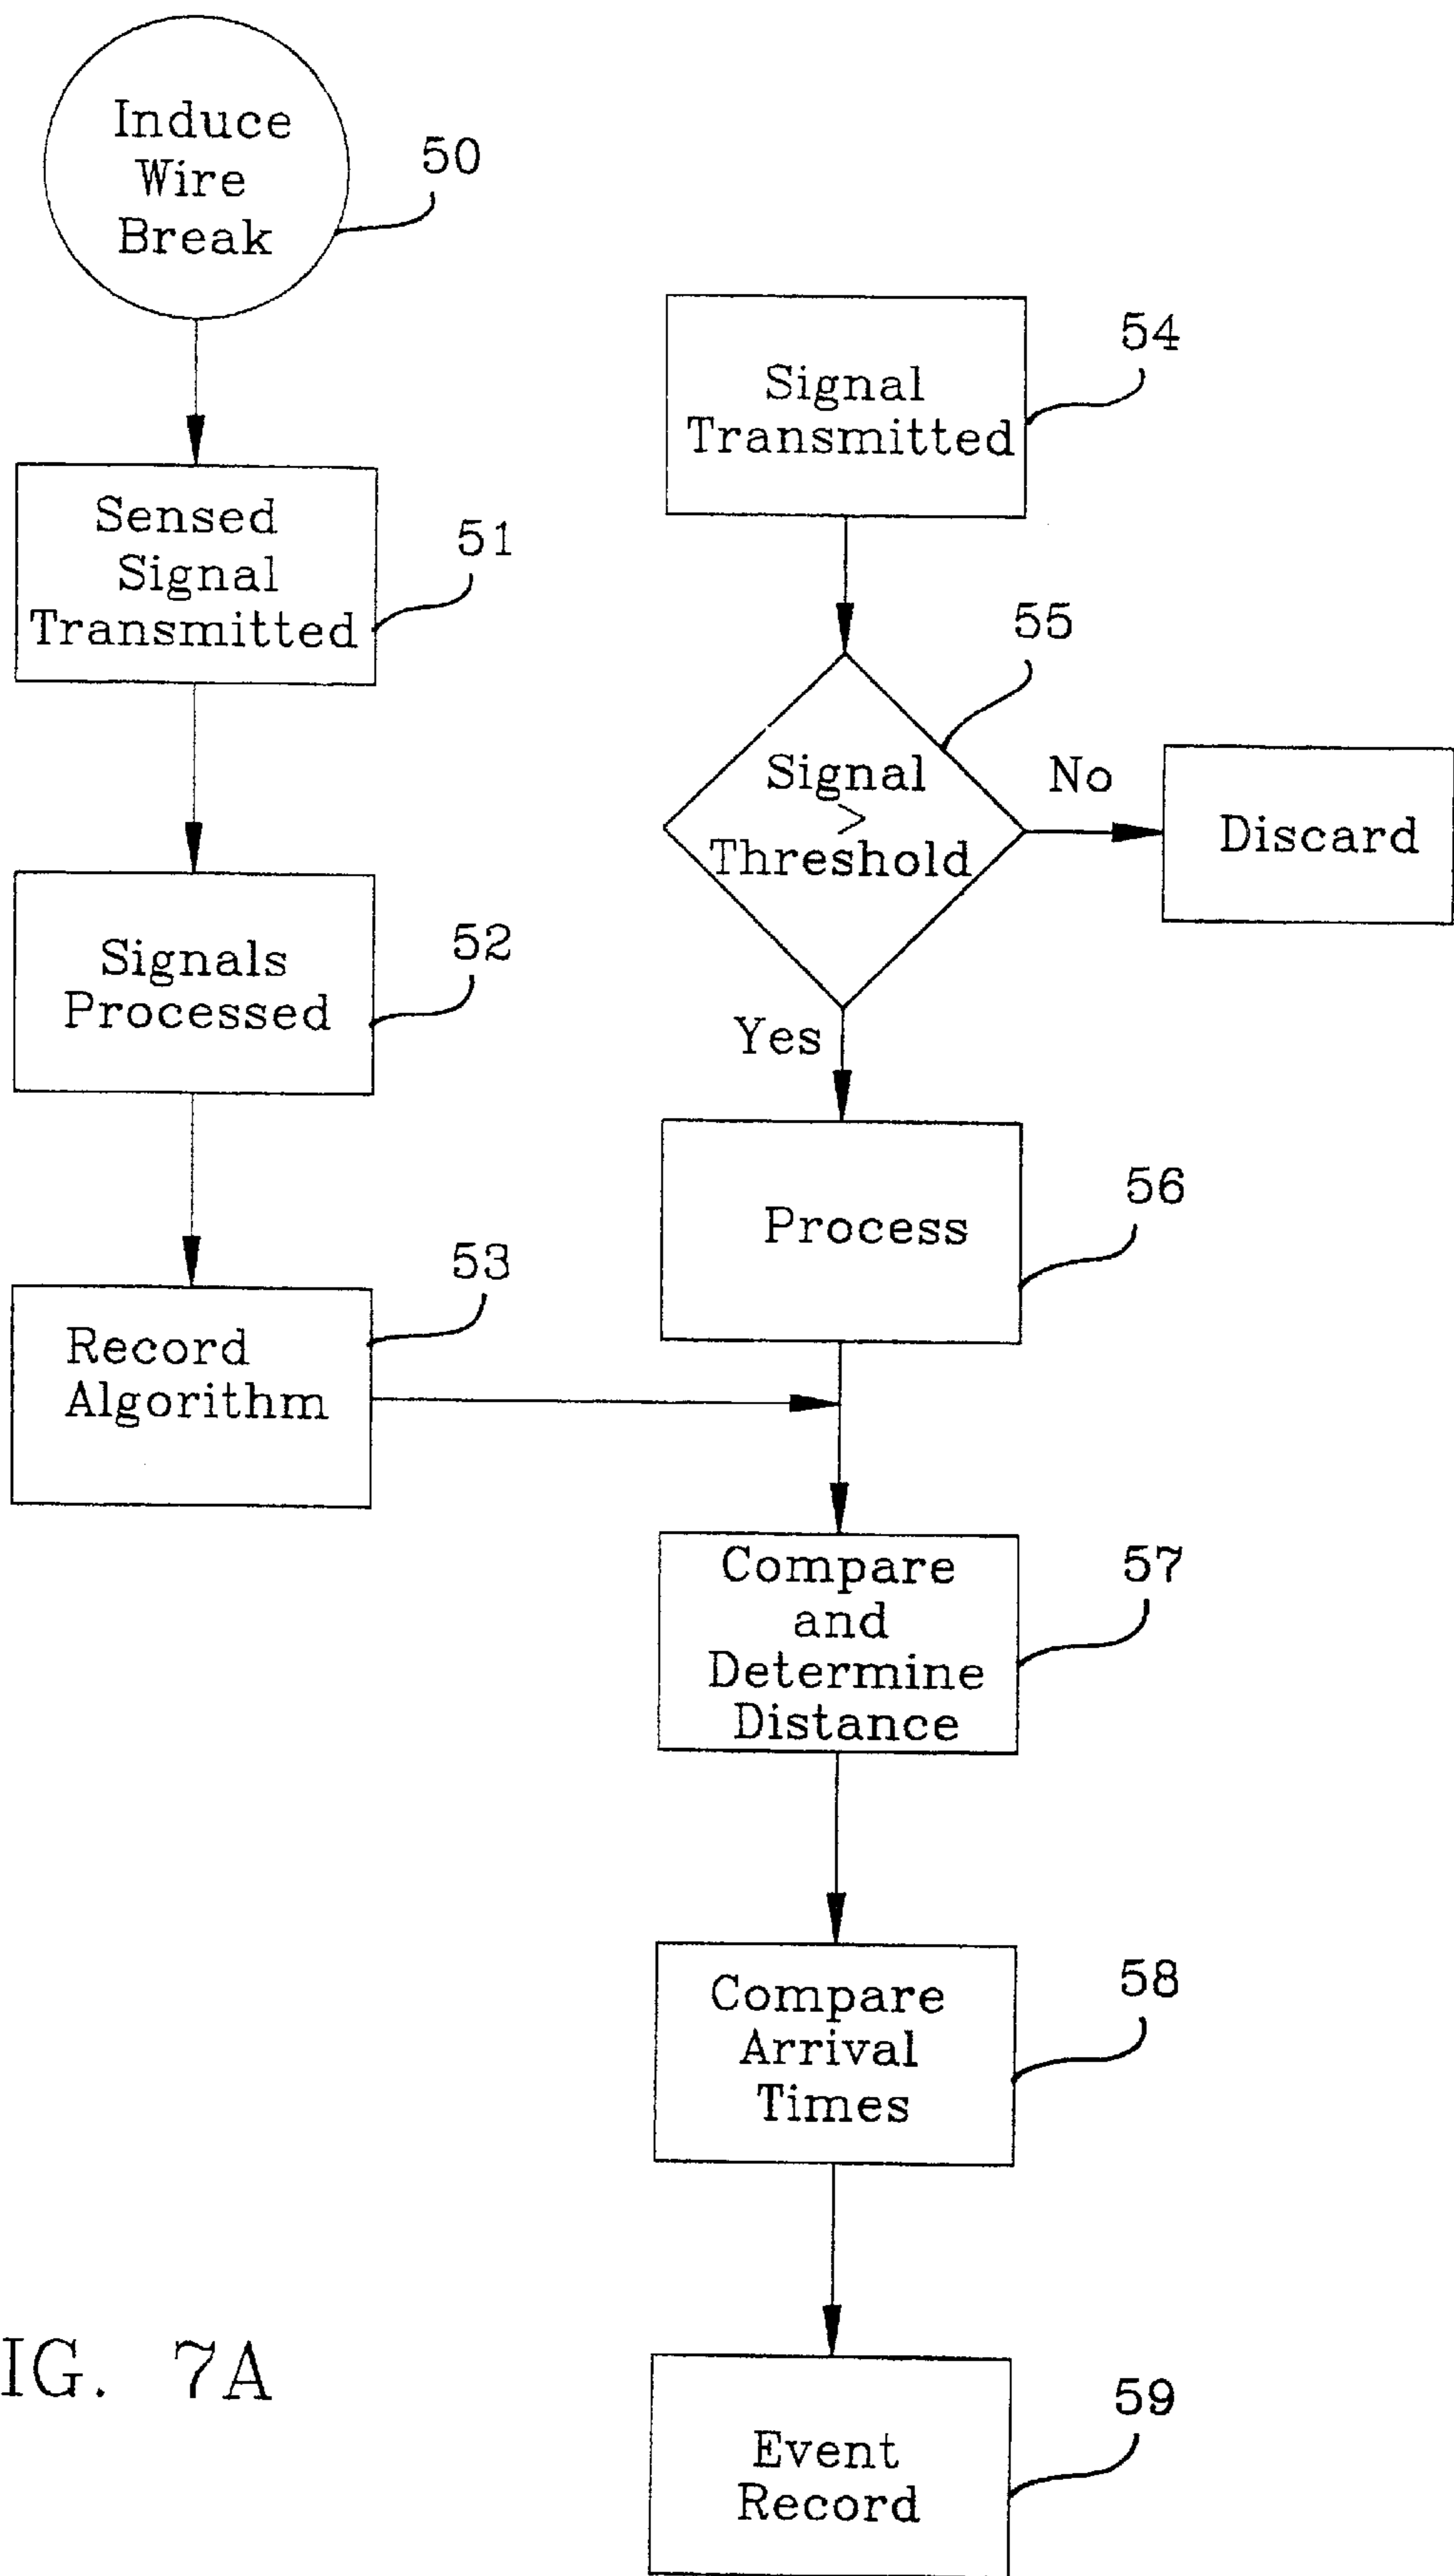 Induce
Wire
Break
50
Sensed
Signal
Transmitted
51
Signals
Processed
52
Record
Algorithm
53
Signal
Transmitted
54
Signal
>
Threshold
55
No
Discard
Yes
Process
56
Compare
and
Determine
Distance
57
Compare
Arrival
Times
58
Event
Record
59
IG. 7A